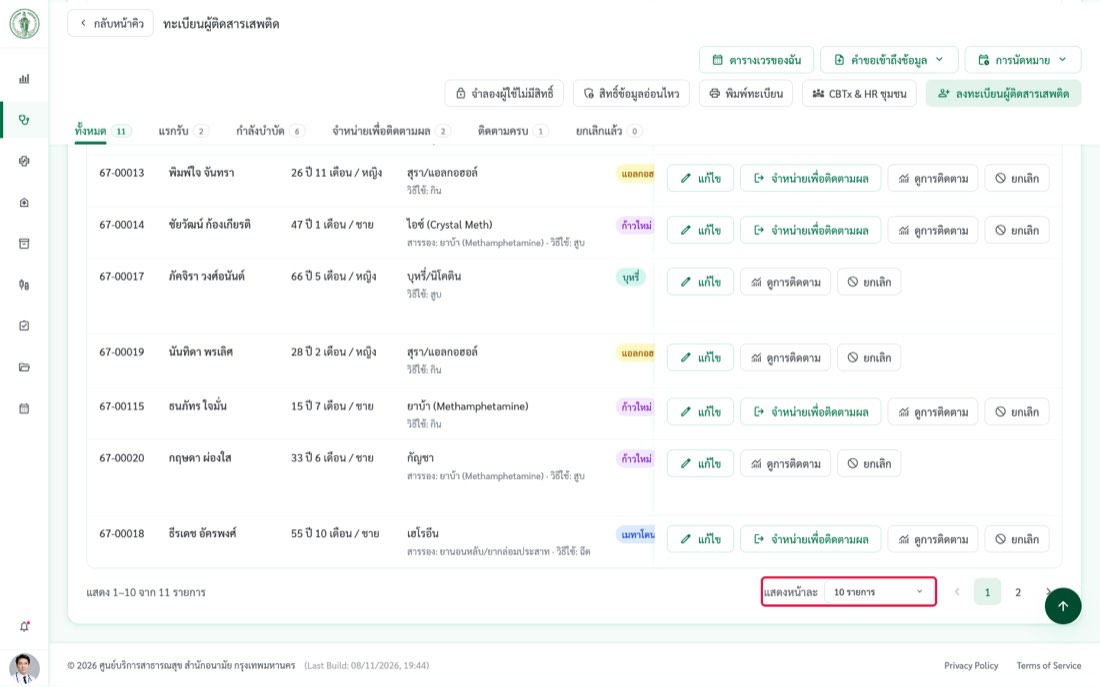 กลับหน้าคิว ทะเบียนผู้ติดสารเสพติด
ตารางเวรของฉัน คำขอเข้าถึงข้อมูล การนัดหมาย
จำลองผู้ใช้ไม่มีสิทธิ์ สิทธิ์ข้อมูลอ่อนไหว พิมพ์ทะเบียน CBTx & HR ชุมชน ลงทะเบียนผู้ติดสารเสพติด
ทั้งหมด 11 แรกรับ 2 กำลังบำบัด 6 จำหน่ายเพื่อติดตามผล 2 ติดตามครบ 1 ยกเลิกแล้ว 0
67-00013 พิมพ์ใจ จันทรา 26 ปี 11 เดือน / หญิง สุรา/แอลกอฮอล์ แอลกอฮ แก้ไข จำหน่ายเพื่อติดตามผล ดูการติดตาม ยกเลิก
วิธีใช้: กิน
67-00014 ชัยวัฒน์ ก้องเกียรติ 47 ปี 1 เดือน / ชาย ไอซ์ (Crystal Meth) ก้าวใหม่ แก้ไข จำหน่ายเพื่อติดตามผล ดูการติดตาม ยกเลิก
สารรอง: ยาบ้า (Methamphetamine) · วิธีใช้: สูบ
67-00017 ภัคจิรา วงศ์อนันต์ 66 ปี 5 เดือน / หญิง บุหรี่/นิโคติน บุหรี่ แก้ไข ดูการติดตาม ยกเลิก
วิธีใช้: สูบ
67-00019 นันทิดา พรเลิศ 28 ปี 2 เดือน / หญิง สุรา/แอลกอฮอล์ แอลกอฮ แก้ไข ดูการติดตาม ยกเลิก
วิธีใช้: กิน
67-00115 ธนภัทร ใจมั่น 15 ปี 7 เดือน / ชาย ยาบ้า (Methamphetamine) ก้าวใหม่ แก้ไข จำหน่ายเพื่อติดตามผล ดูการติดตาม ยกเลิก
วิธีใช้: กิน
67-00020 กฤษดา ผ่องใส 33 ปี 6 เดือน / ชาย กัญชา ก้าวใหม่ แก้ไข ดูการติดตาม ยกเลิก
สารรอง: ยาบ้า (Methamphetamine) · วิธีใช้: สูบ
67-00018 ธีรเดช อัครพงศ์ 55 ปี 10 เดือน / ชาย เฮโรอีน เมทาโดน แก้ไข จำหน่ายเพื่อติดตามผล ดูการติดตาม ยกเลิก
สารรอง: ยานอนหลับ/ยากล่อมประสาท · วิธีใช้: ฉีด
แสดง 1–10 จาก 11 รายการ แสดงหน้าละ 10 รายการ 1 2
© 2026 ศูนย์บริการสาธารณสุข สำนักอนามัย กรุงเทพมหานคร (Last Build: 08/11/2026, 19:44) Privacy Policy Terms of Service